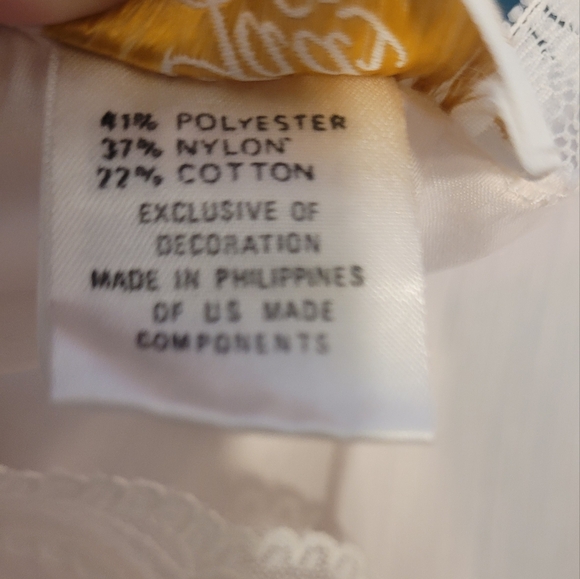 41% POLYESTER
37% NYLON
22% COTTON
EXCLUSIVE OF
DECORATION
MADE IN PHILIPPINES
OF US MADE
COMPONENTS